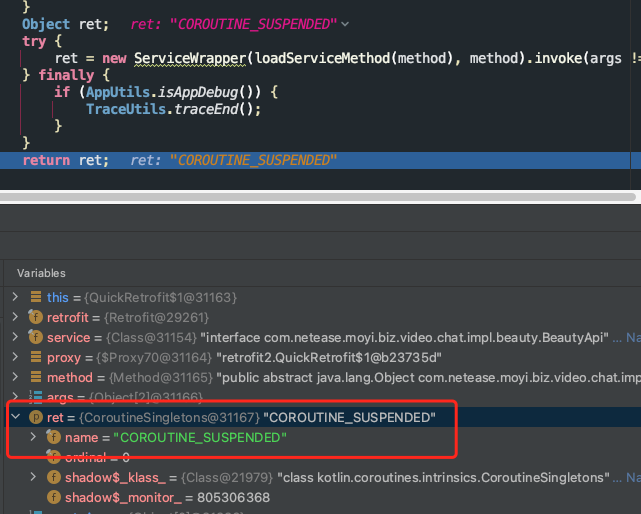 }
Object ret; ret: "COROUTINE_SUSPENDED"
try {
ret = new ServiceWrapper(loadServiceMethod(method), method).invoke(args !=
} finally {
if (AppUtils.isAppDebug()) {
TraceUtils.traceEnd();
}
}
return ret; ret: "COROUTINE_SUSPENDED"
Variables
this = {QuickRetrofit$1@31163}
retrofit = {Retrofit@29261}
service = {Class@31154} "interface com.netease.moyi.biz.video.chat.impl.beauty.BeautyApi" ... Na
proxy = {$Proxy70@31164} "retrofit2.QuickRetrofit$1@b23735d"
method = {Method@31165} "public abstract java.lang.Object com.netease.moyi.biz.video.chat.im
args = {Object[2]@31166}
ret = {CoroutineSingletons@31167} "COROUTINE_SUSPENDED"
name = "COROUTINE_SUSPENDED"
ordinal = 0
shadow$_klass_ = {Class@21979} "class kotlin.coroutines.intrinsics.CoroutineSingletons" ... Na
shadow$_monitor_ = 805306368